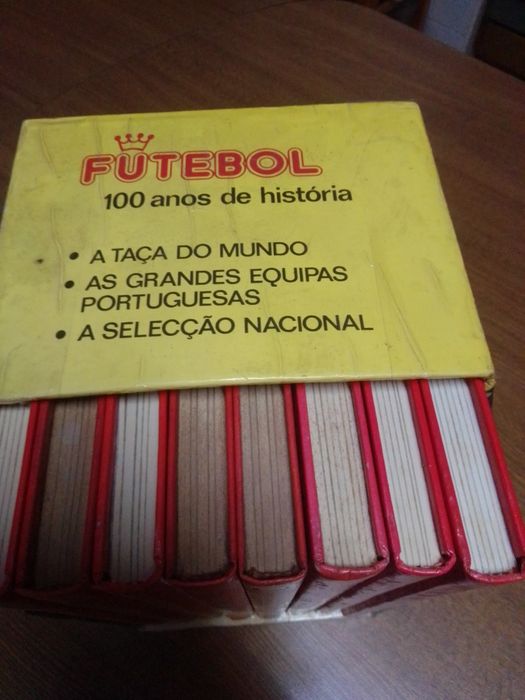 FUTEBOL
100 anos de história
• A TAÇA DO MUNDO
• AS GRANDES EQUIPAS
PORTUGUESAS
• A SELECÇÃO NACIONAL